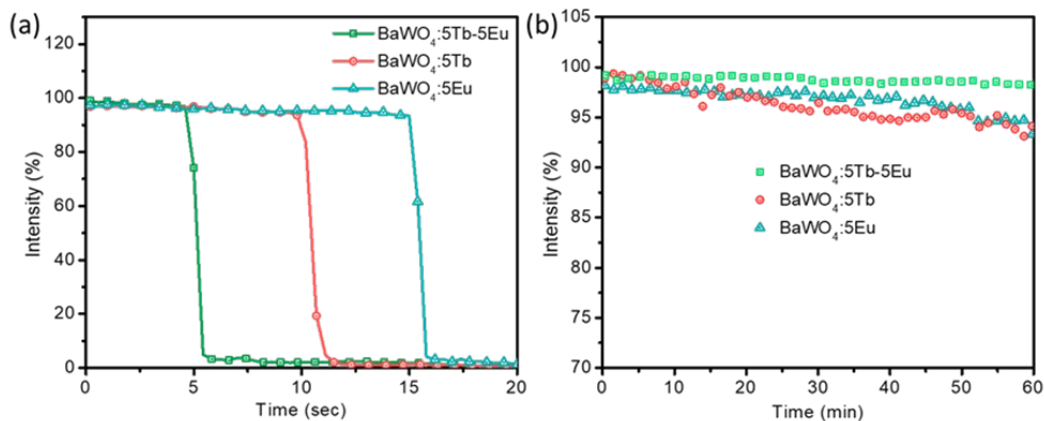 (a)
120
100
80
60
40
20
0
Intensity (%)
BaWO₄:5Tb-5Eu
BaWO₄:5Tb
BaWO₄:5Eu
0 5 10 15 20
Time (sec)
(b)
105
100
95
90
85
80
75
70
Intensity (%)
BaWO₄:5Tb-5Eu
BaWO₄:5Tb
BaWO₄:5Eu
0 10 20 30 40 50 60
Time (min)